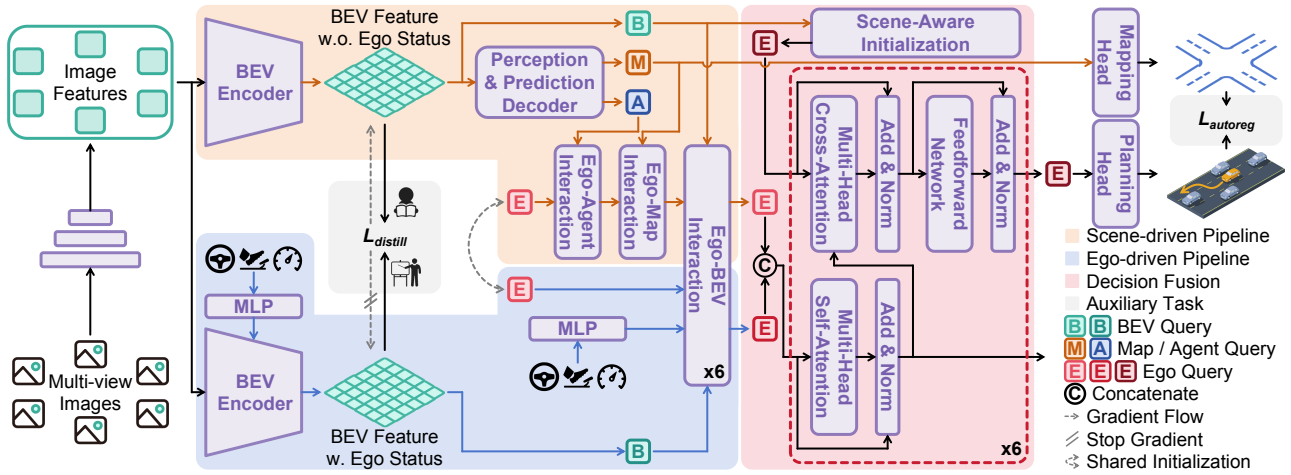 Image
Features
Multi-view
Images
BEV
Encoder
BEV Feature
w.o. Ego Status
Perception
& Prediction
Decoder
B
M
A
E
Ego-Agent
Interaction
Ego-Map
Interaction
Ego-BEV
Interaction
x6
L_distill
MLP
BEV
Encoder
BEV Feature
w. Ego Status
E
MLP
B
E
C
E
Scene-Aware
Initialization
E
Multi-Head
Cross-Attention
Add & Norm
Feedforward
Network
Add & Norm
Multi-Head
Self-Attention
Add & Norm
x6
E
Mapping
Head
Planning
Head
L_autoreg
Scene-driven Pipeline
Ego-driven Pipeline
Decision Fusion
Auxiliary Task
B B BEV Query
M A Map / Agent Query
E E E Ego Query
C Concatenate
Gradient Flow
Stop Gradient
Shared Initialization